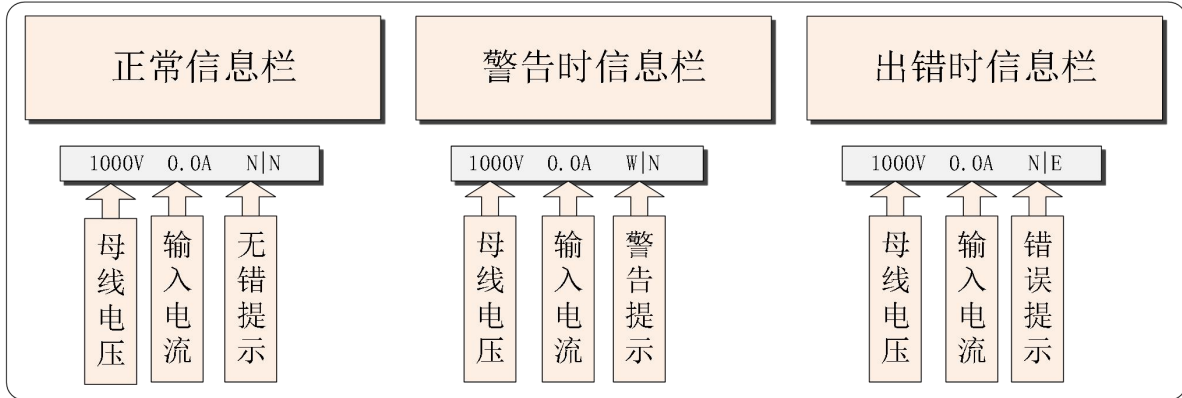 正常信息栏
警告时信息栏
出错时信息栏
1000V 0.0A N|N
1000V 0.0A W|N
1000V 0.0A N|E
母线电压
输入电流
无错提示
母线电压
输入电流
警告提示
母线电压
输入电流
错误提示